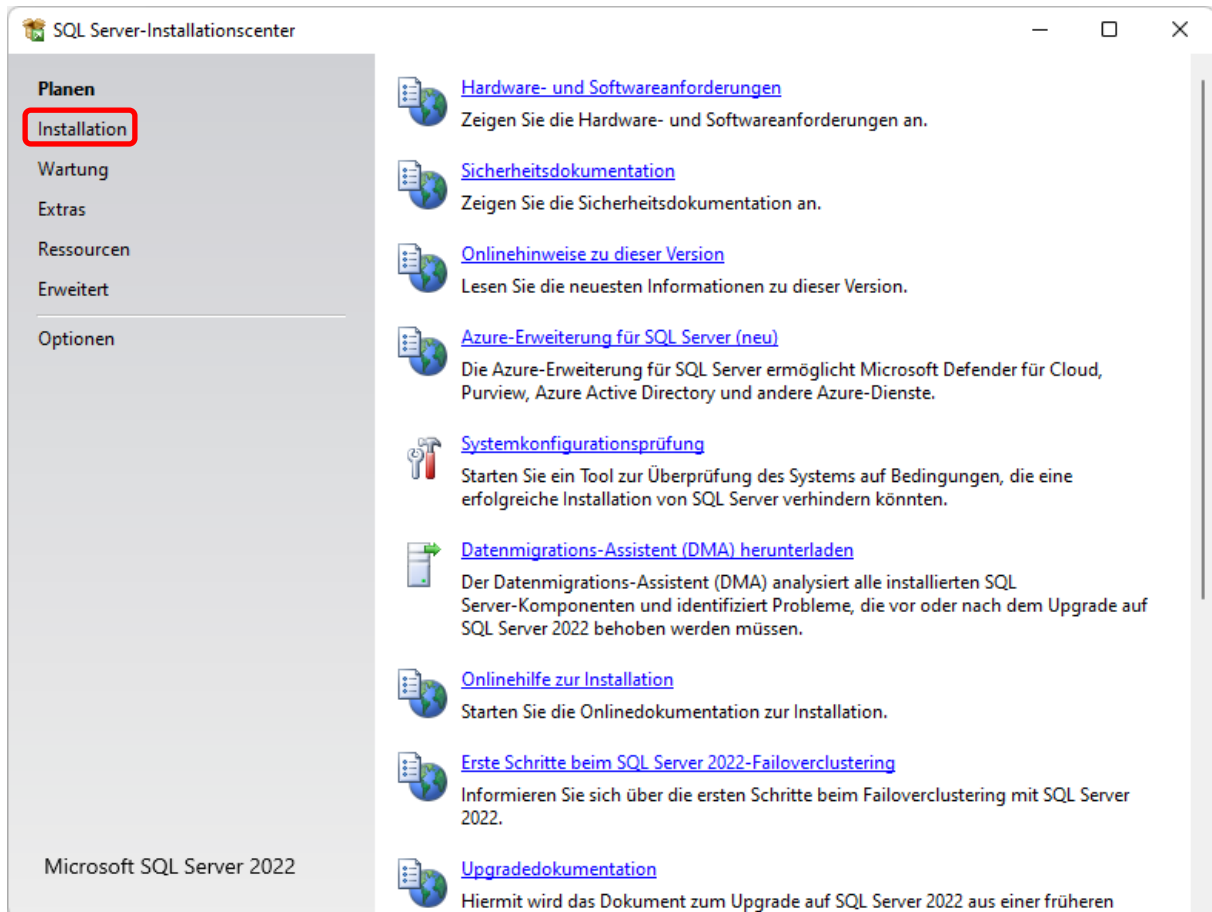 SQL Server-Installationscenter
Planen
Installation
Wartung
Extras
Ressourcen
Erweitert
Optionen
Microsoft SQL Server 2022
Hardware- und Softwareanforderungen
Zeigen Sie die Hardware- und Softwareanforderungen an.
Sicherheitsdokumentation
Zeigen Sie die Sicherheitsdokumentation an.
Onlinehinweise zu dieser Version
Lesen Sie die neuesten Informationen zu dieser Version.
Azure-Erweiterung für SQL Server (neu)
Die Azure-Erweiterung für SQL Server ermöglicht Microsoft Defender für Cloud,
Purview, Azure Active Directory und andere Azure-Dienste.
Systemkonfigurationsprüfung
Starten Sie ein Tool zur Überprüfung des Systems auf Bedingungen, die eine
erfolgreiche Installation von SQL Server verhindern könnten.
Datenmigrations-Assistent (DMA) herunterladen
Der Datenmigrations-Assistent (DMA) analysiert alle installierten SQL
Server-Komponenten und identifiziert Probleme, die vor oder nach dem Upgrade auf
SQL Server 2022 behoben werden müssen.
Onlinehilfe zur Installation
Starten Sie die Onlinedokumentation zur Installation.
Erste Schritte beim SQL Server 2022-Failoverclustering
Informieren Sie sich über die ersten Schritte beim Failoverclustering mit SQL Server
2022.
Upgradedokumentation
Hiermit wird das Dokument zum Upgrade auf SQL Server 2022 aus einer früheren